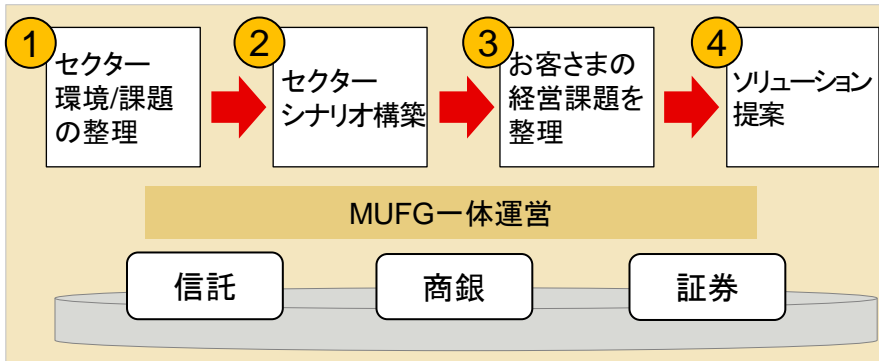 1
セクター
環境/課題
の整理
2
セクター
シナリオ構築
3
お客さまの
経営課題を
整理
4
ソリューション
提案
MUFG一体運営
信託
商銀
証券